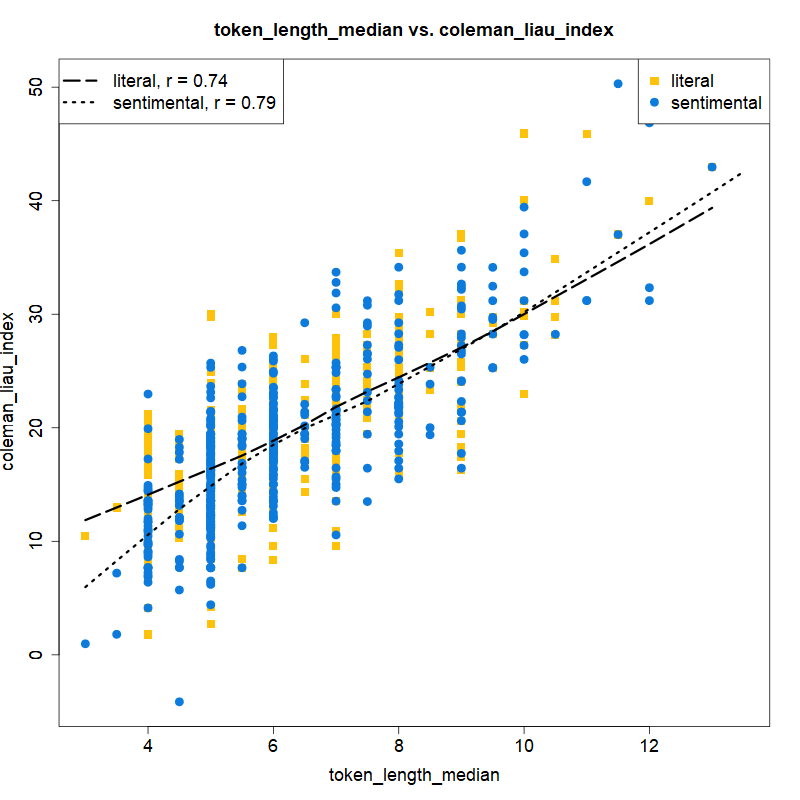 token_length_median vs. coleman_liau_index
literal, r = 0.74
sentimental, r = 0.79
literal
sentimental
50
40
30
20
10
0
coleman_liau_index
4 6 8 10 12
token_length_median